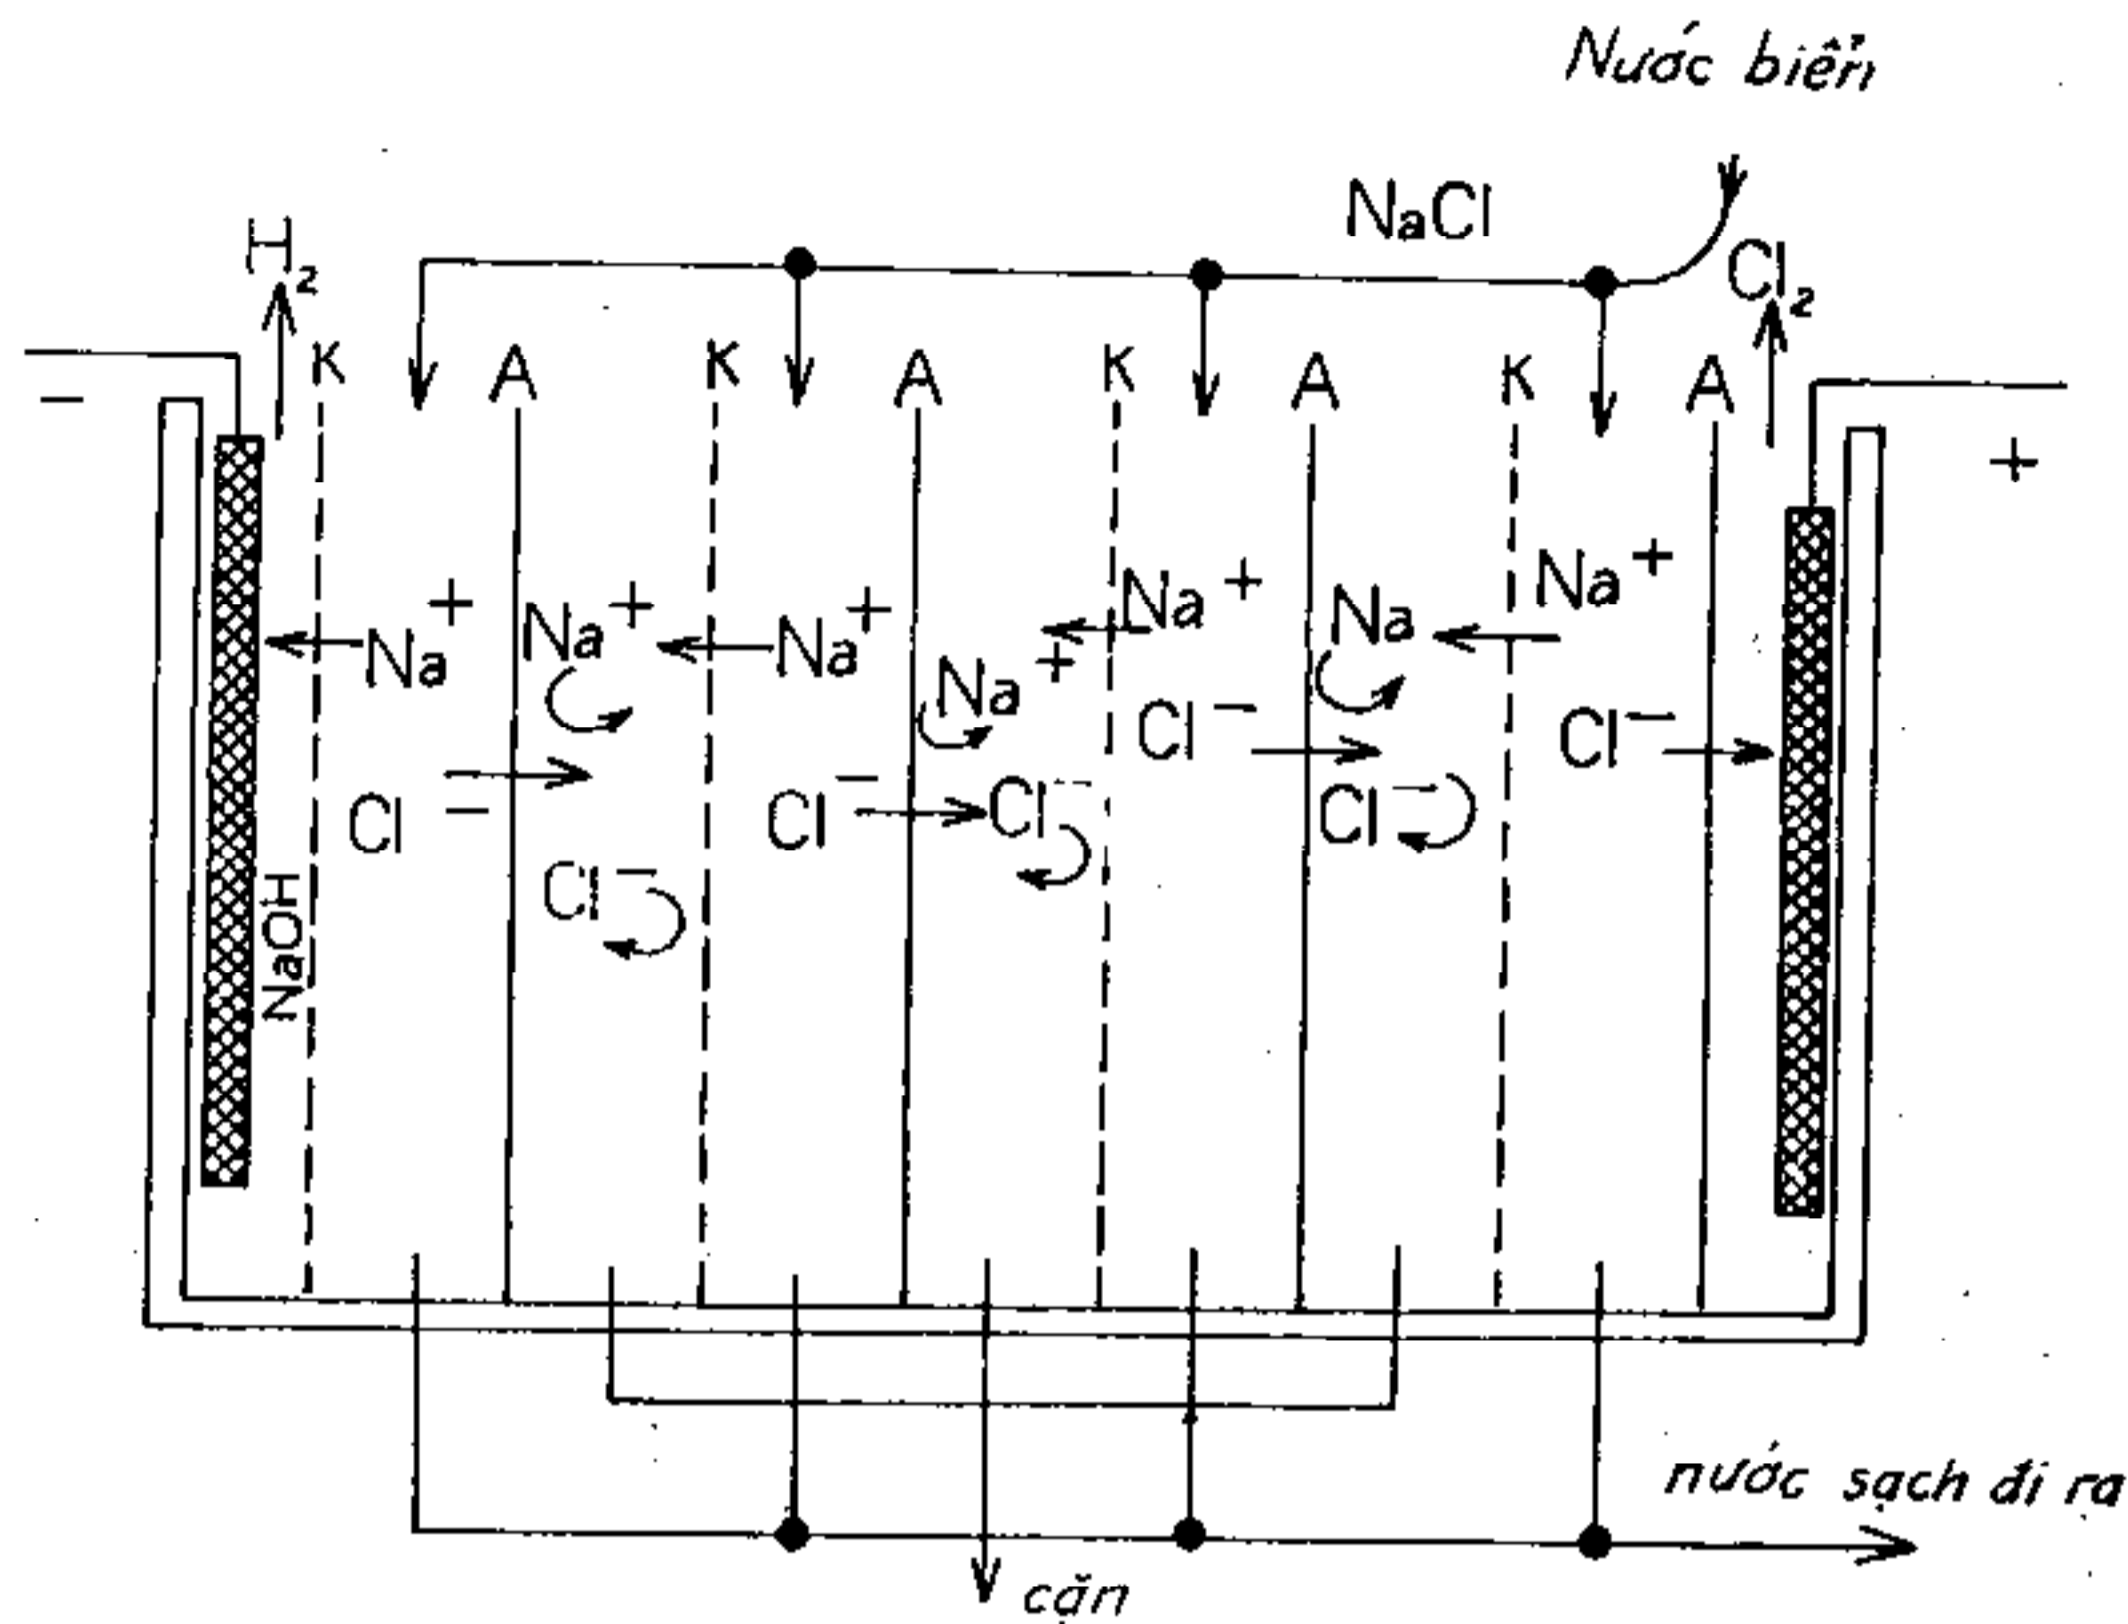 Nước biển
NaCl
H₂
Cl₂
K A K A K A K A
−
+
Na⁺ Na⁺ Na⁺ Na⁺ Na⁺ Na Na⁺
Cl⁻ Cl⁻ Cl⁻ Cl⁻ Cl⁻ Cl⁻ Cl⁻
NaOH
nước sạch đi ra
cặn